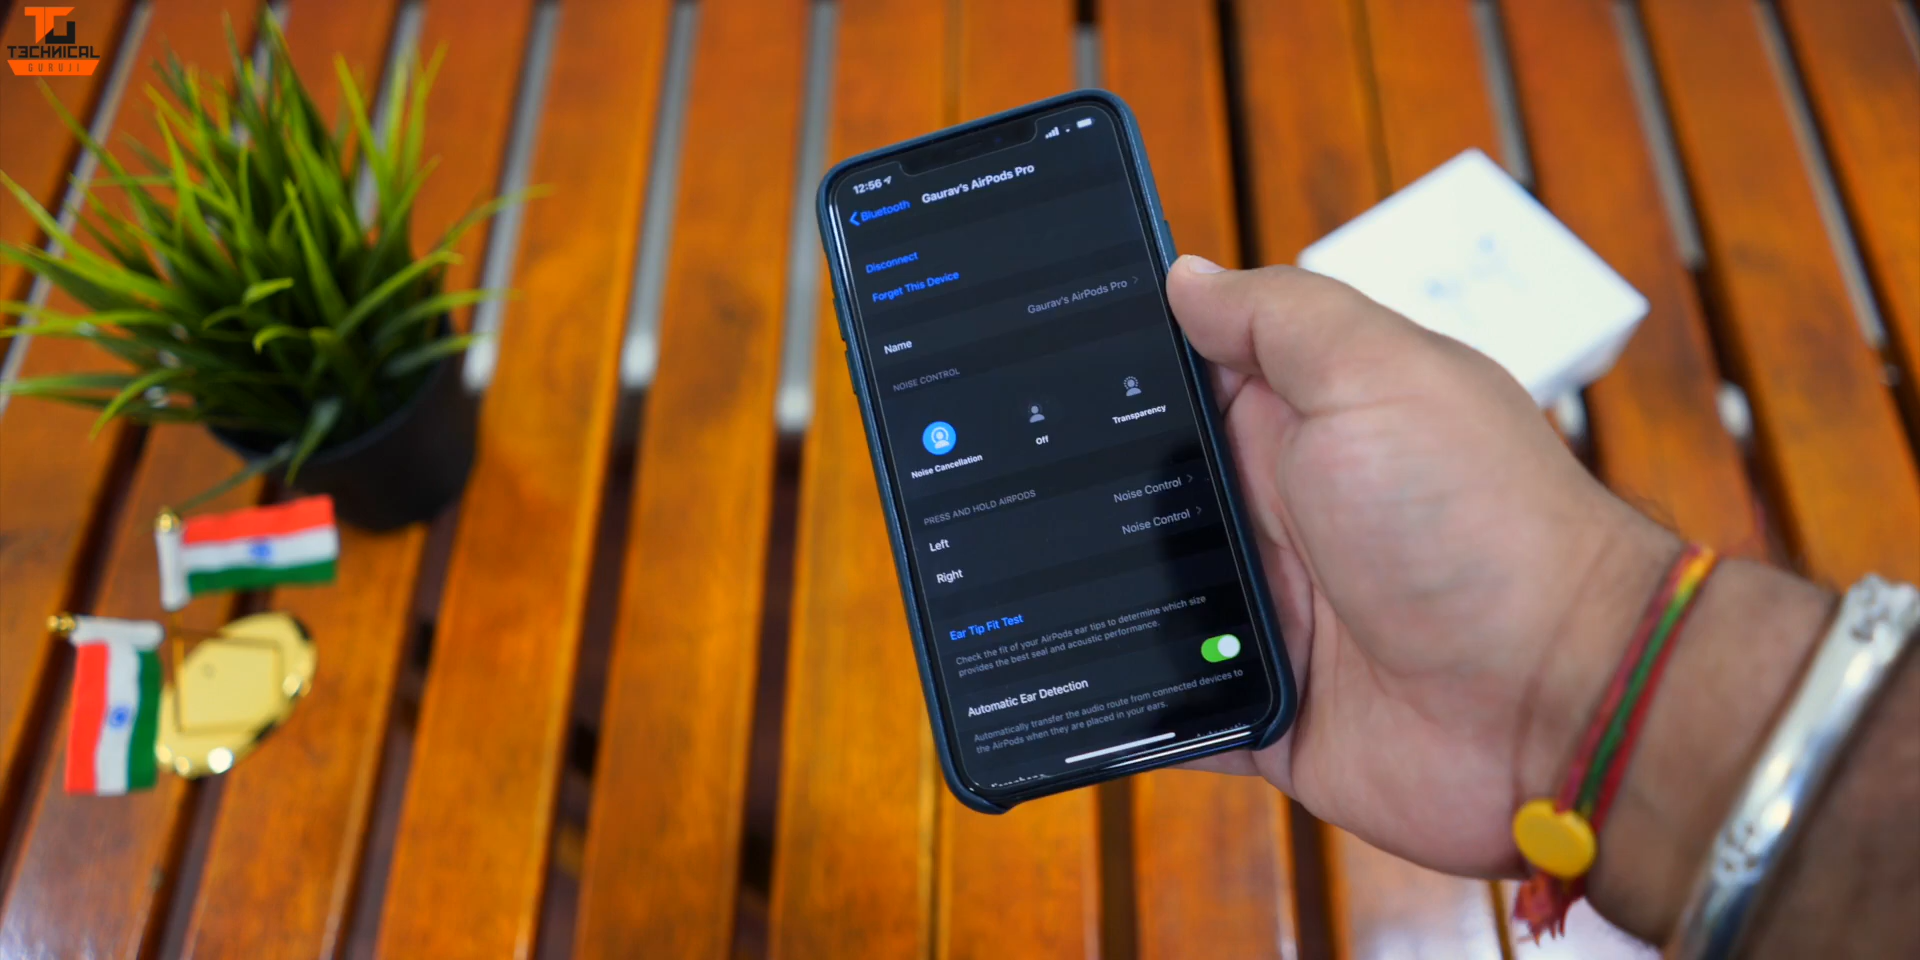 TECHNICAL
GURUJI
12:56
Bluetooth
Gaurav's AirPods Pro
Disconnect
Forget This Device
Name
Gaurav's AirPods Pro
NOISE CONTROL
Noise Cancellation
Off
Transparency
PRESS AND HOLD AIRPODS
Left
Noise Control
Right
Noise Control
Ear Tip Fit Test
Check the fit of your AirPods ear tips to determine which size
provides the best seal and acoustic performance.
Automatic Ear Detection
Automatically transfer the audio route from connected devices to
the AirPods when they are placed in your ears.